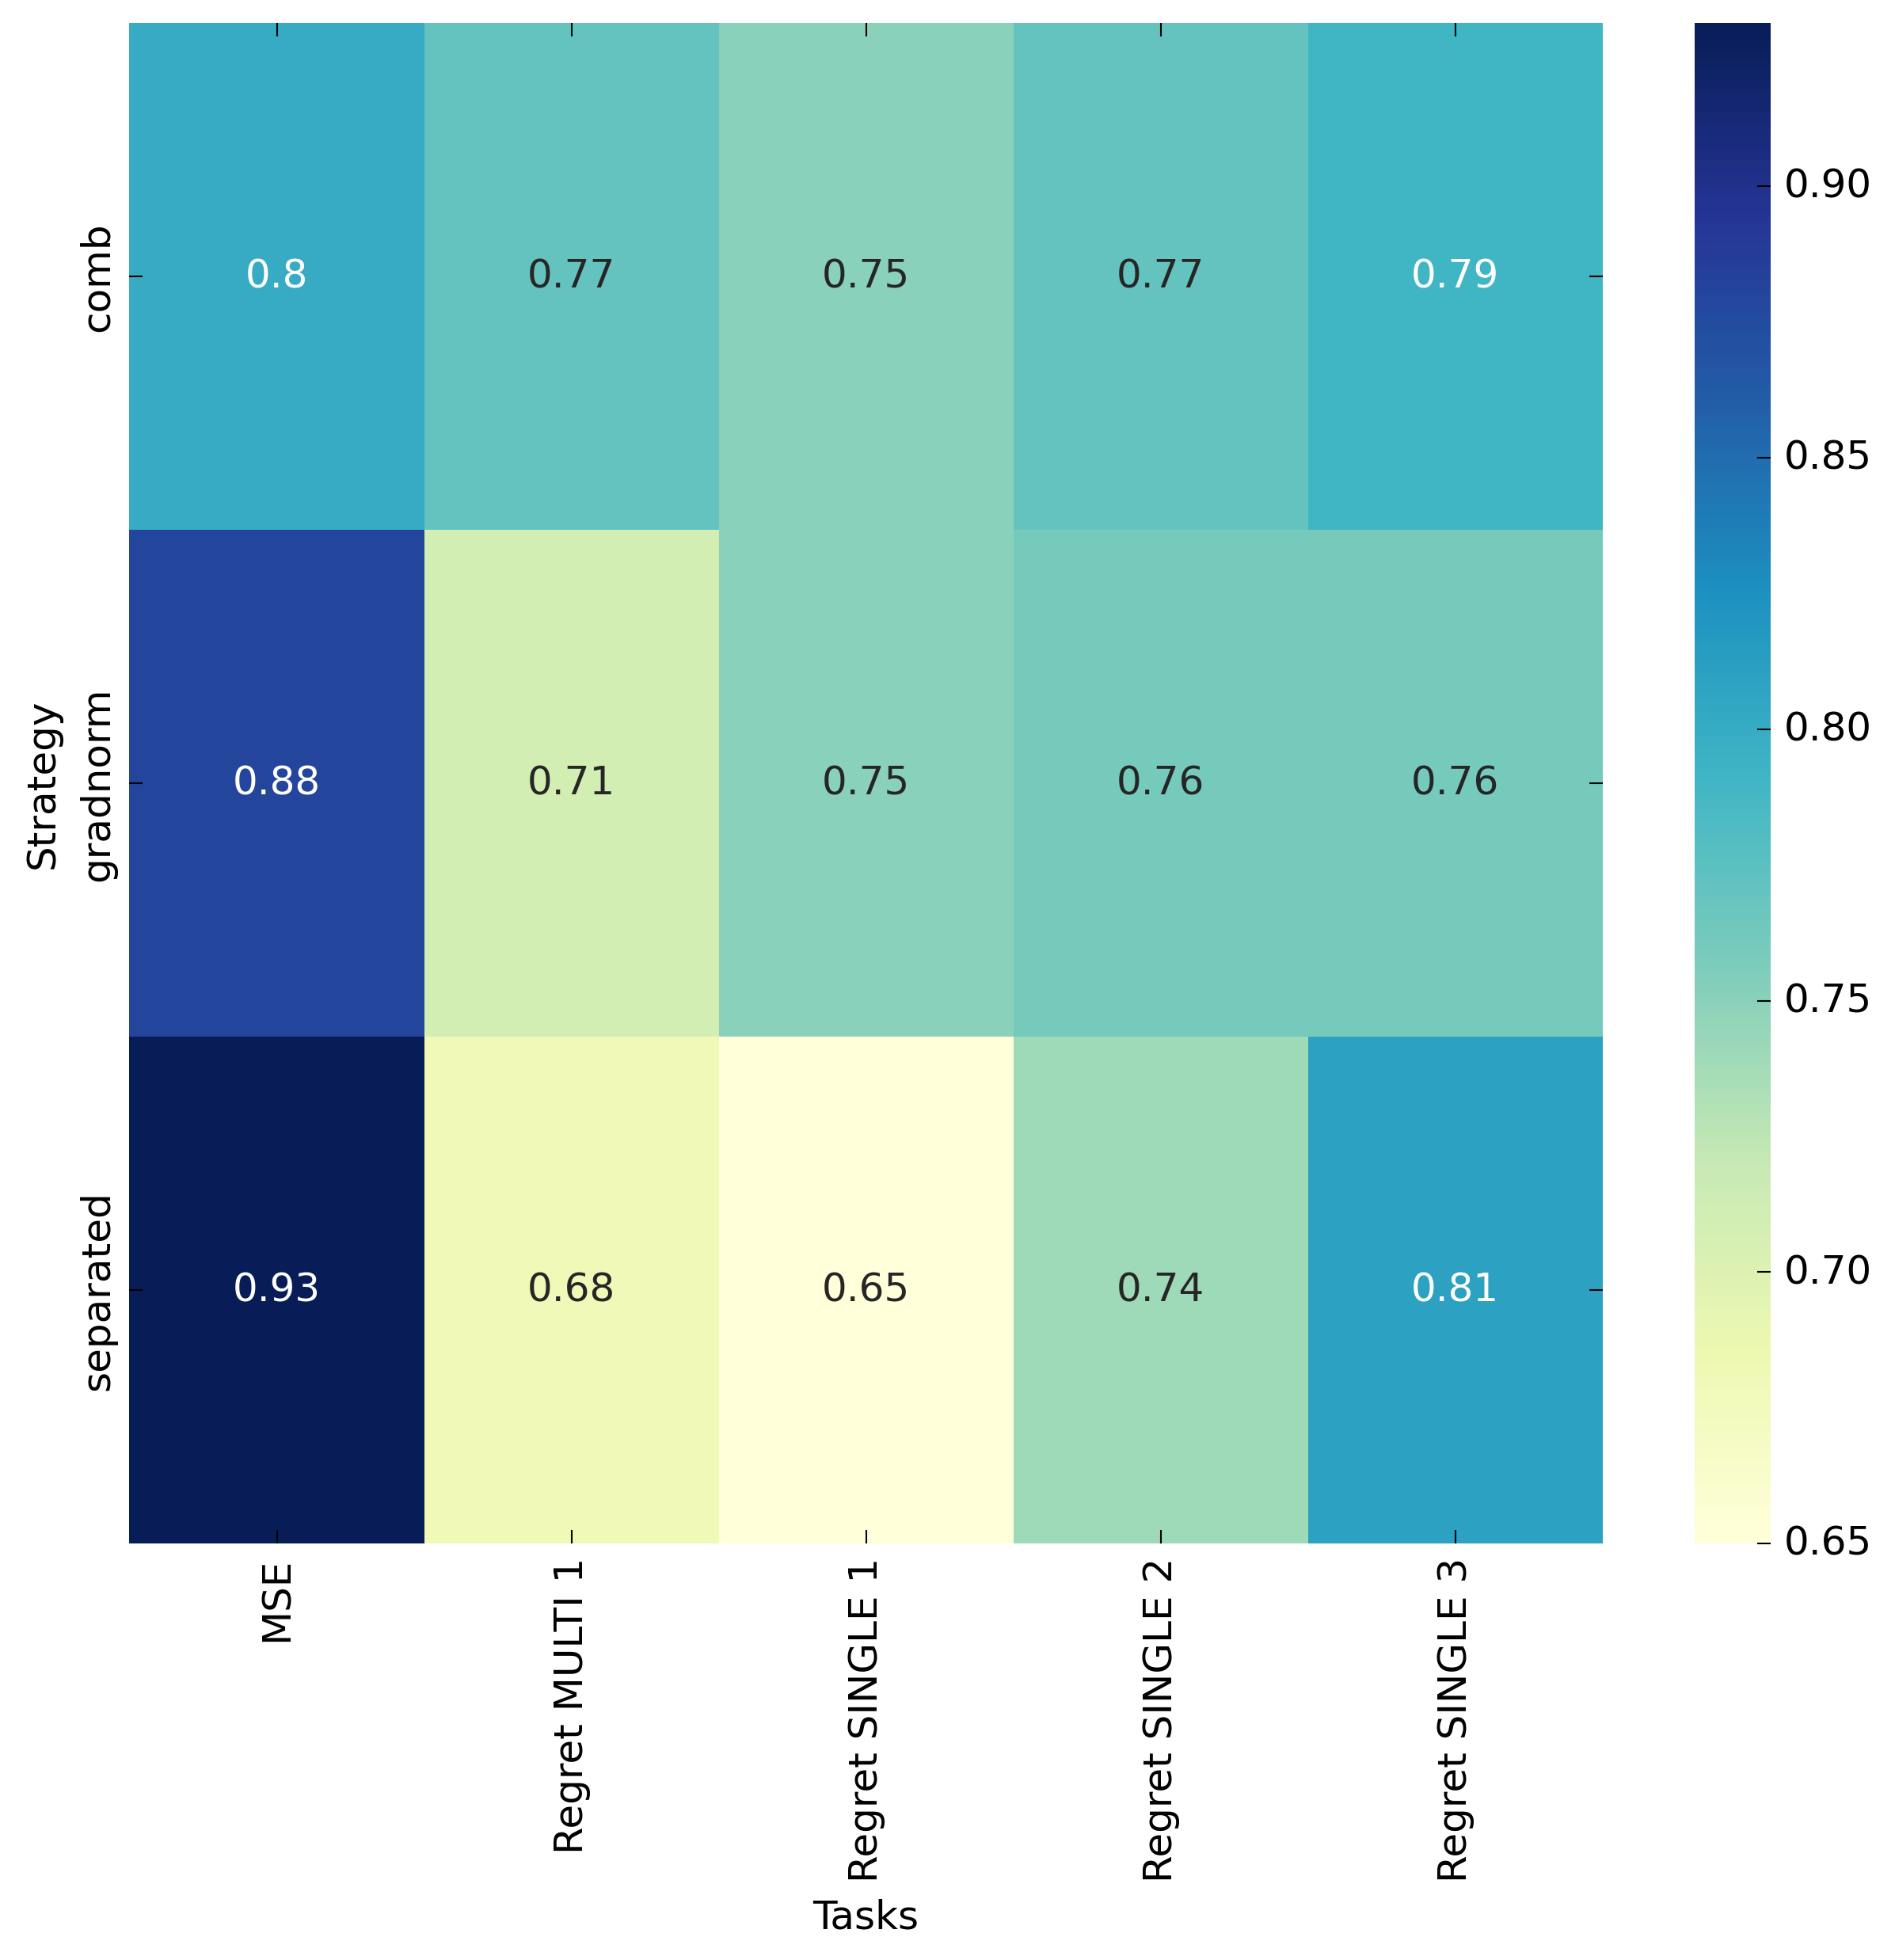 0.90
0.85
0.80
0.75
0.70
0.65
Strategy
comb
0.8
0.77
0.75
0.77
0.79
gradnorm
0.88
0.71
0.75
0.76
0.76
separated
0.93
0.68
0.65
0.74
0.81
MSE
Regret MULTI 1
Regret SINGLE 1
Regret SINGLE 2
Regret SINGLE 3
Tasks